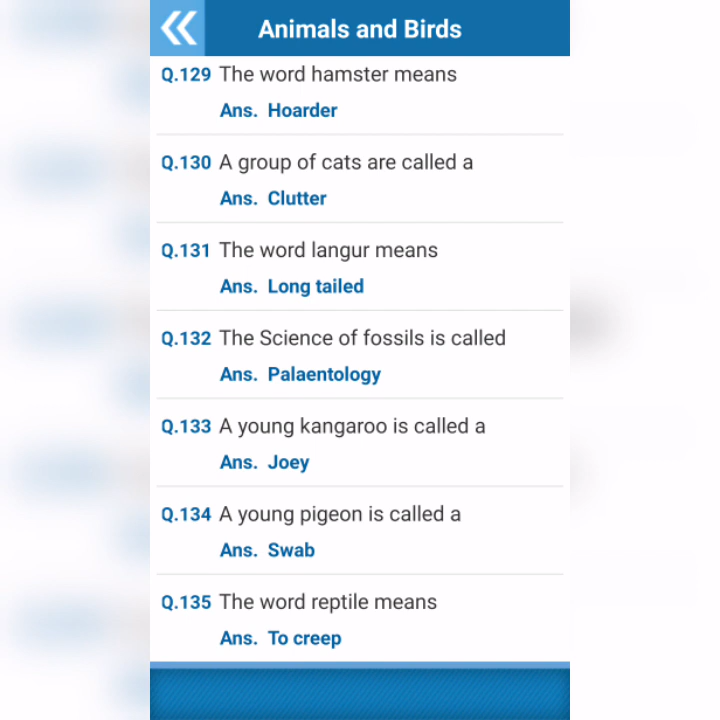 Animals and Birds
Q.129 The word hamster means
Ans. Hoarder
Q.130 A group of cats are called a
Ans. Clutter
Q.131 The word langur means
Ans. Long tailed
Q.132 The Science of fossils is called
Ans. Palaentology
Q.133 A young kangaroo is called a
Ans. Joey
Q.134 A young pigeon is called a
Ans. Swab
Q.135 The word reptile means
Ans. To creep